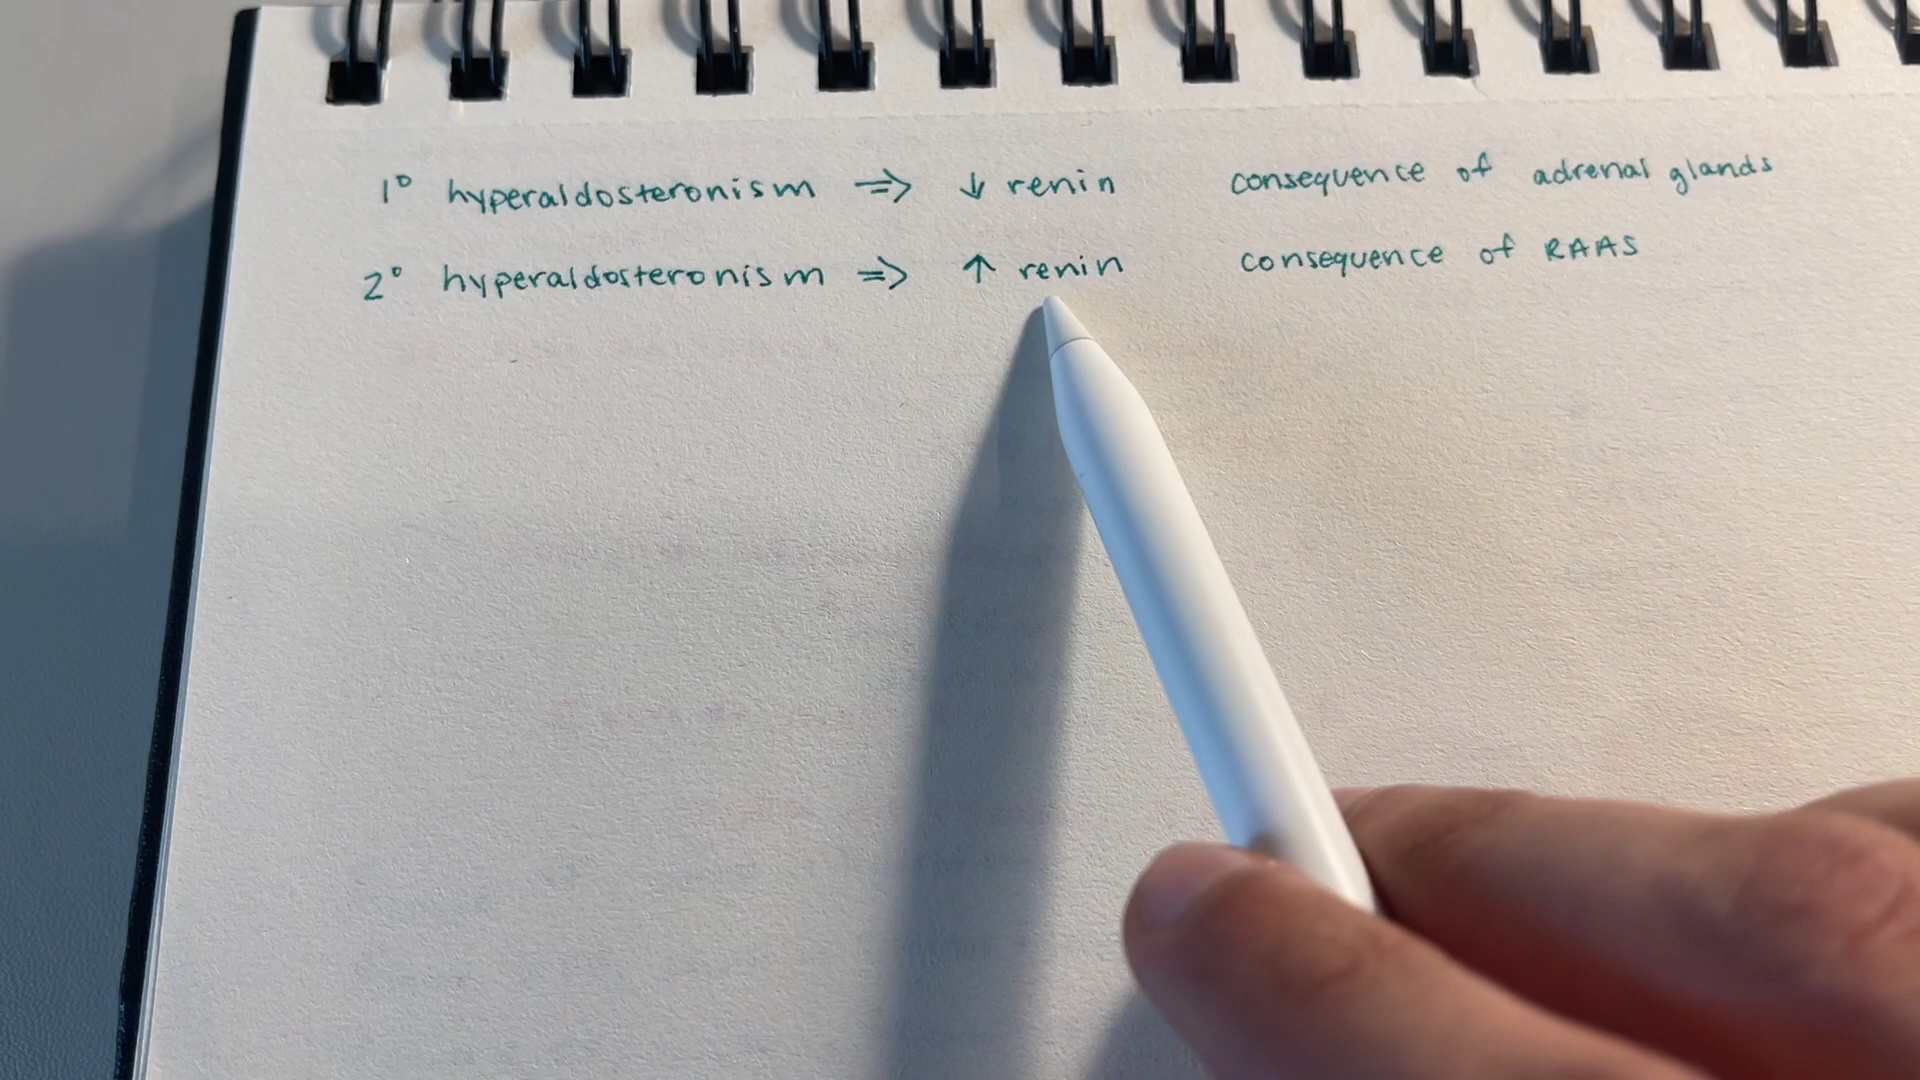 1° hyperaldosteronism => ↓ renin consequence of adrenal glands
2° hyperaldosteronism => ↑ renin consequence of RAAS